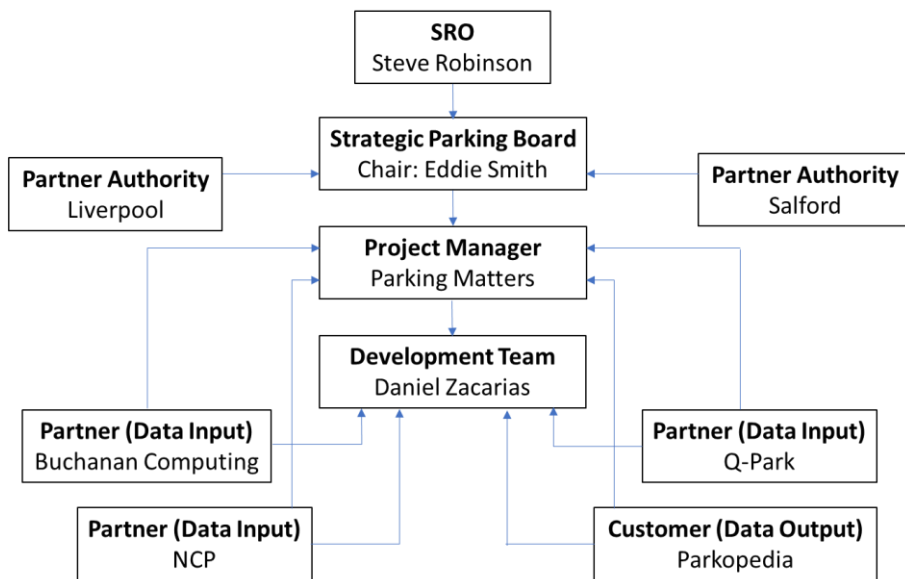 SRO
Steve Robinson
Strategic Parking Board
Chair: Eddie Smith
Partner Authority
Liverpool
Partner Authority
Salford
Project Manager
Parking Matters
Development Team
Daniel Zacarias
Partner (Data Input)
Buchanan Computing
Partner (Data Input)
Q-Park
Partner (Data Input)
NCP
Customer (Data Output)
Parkopedia